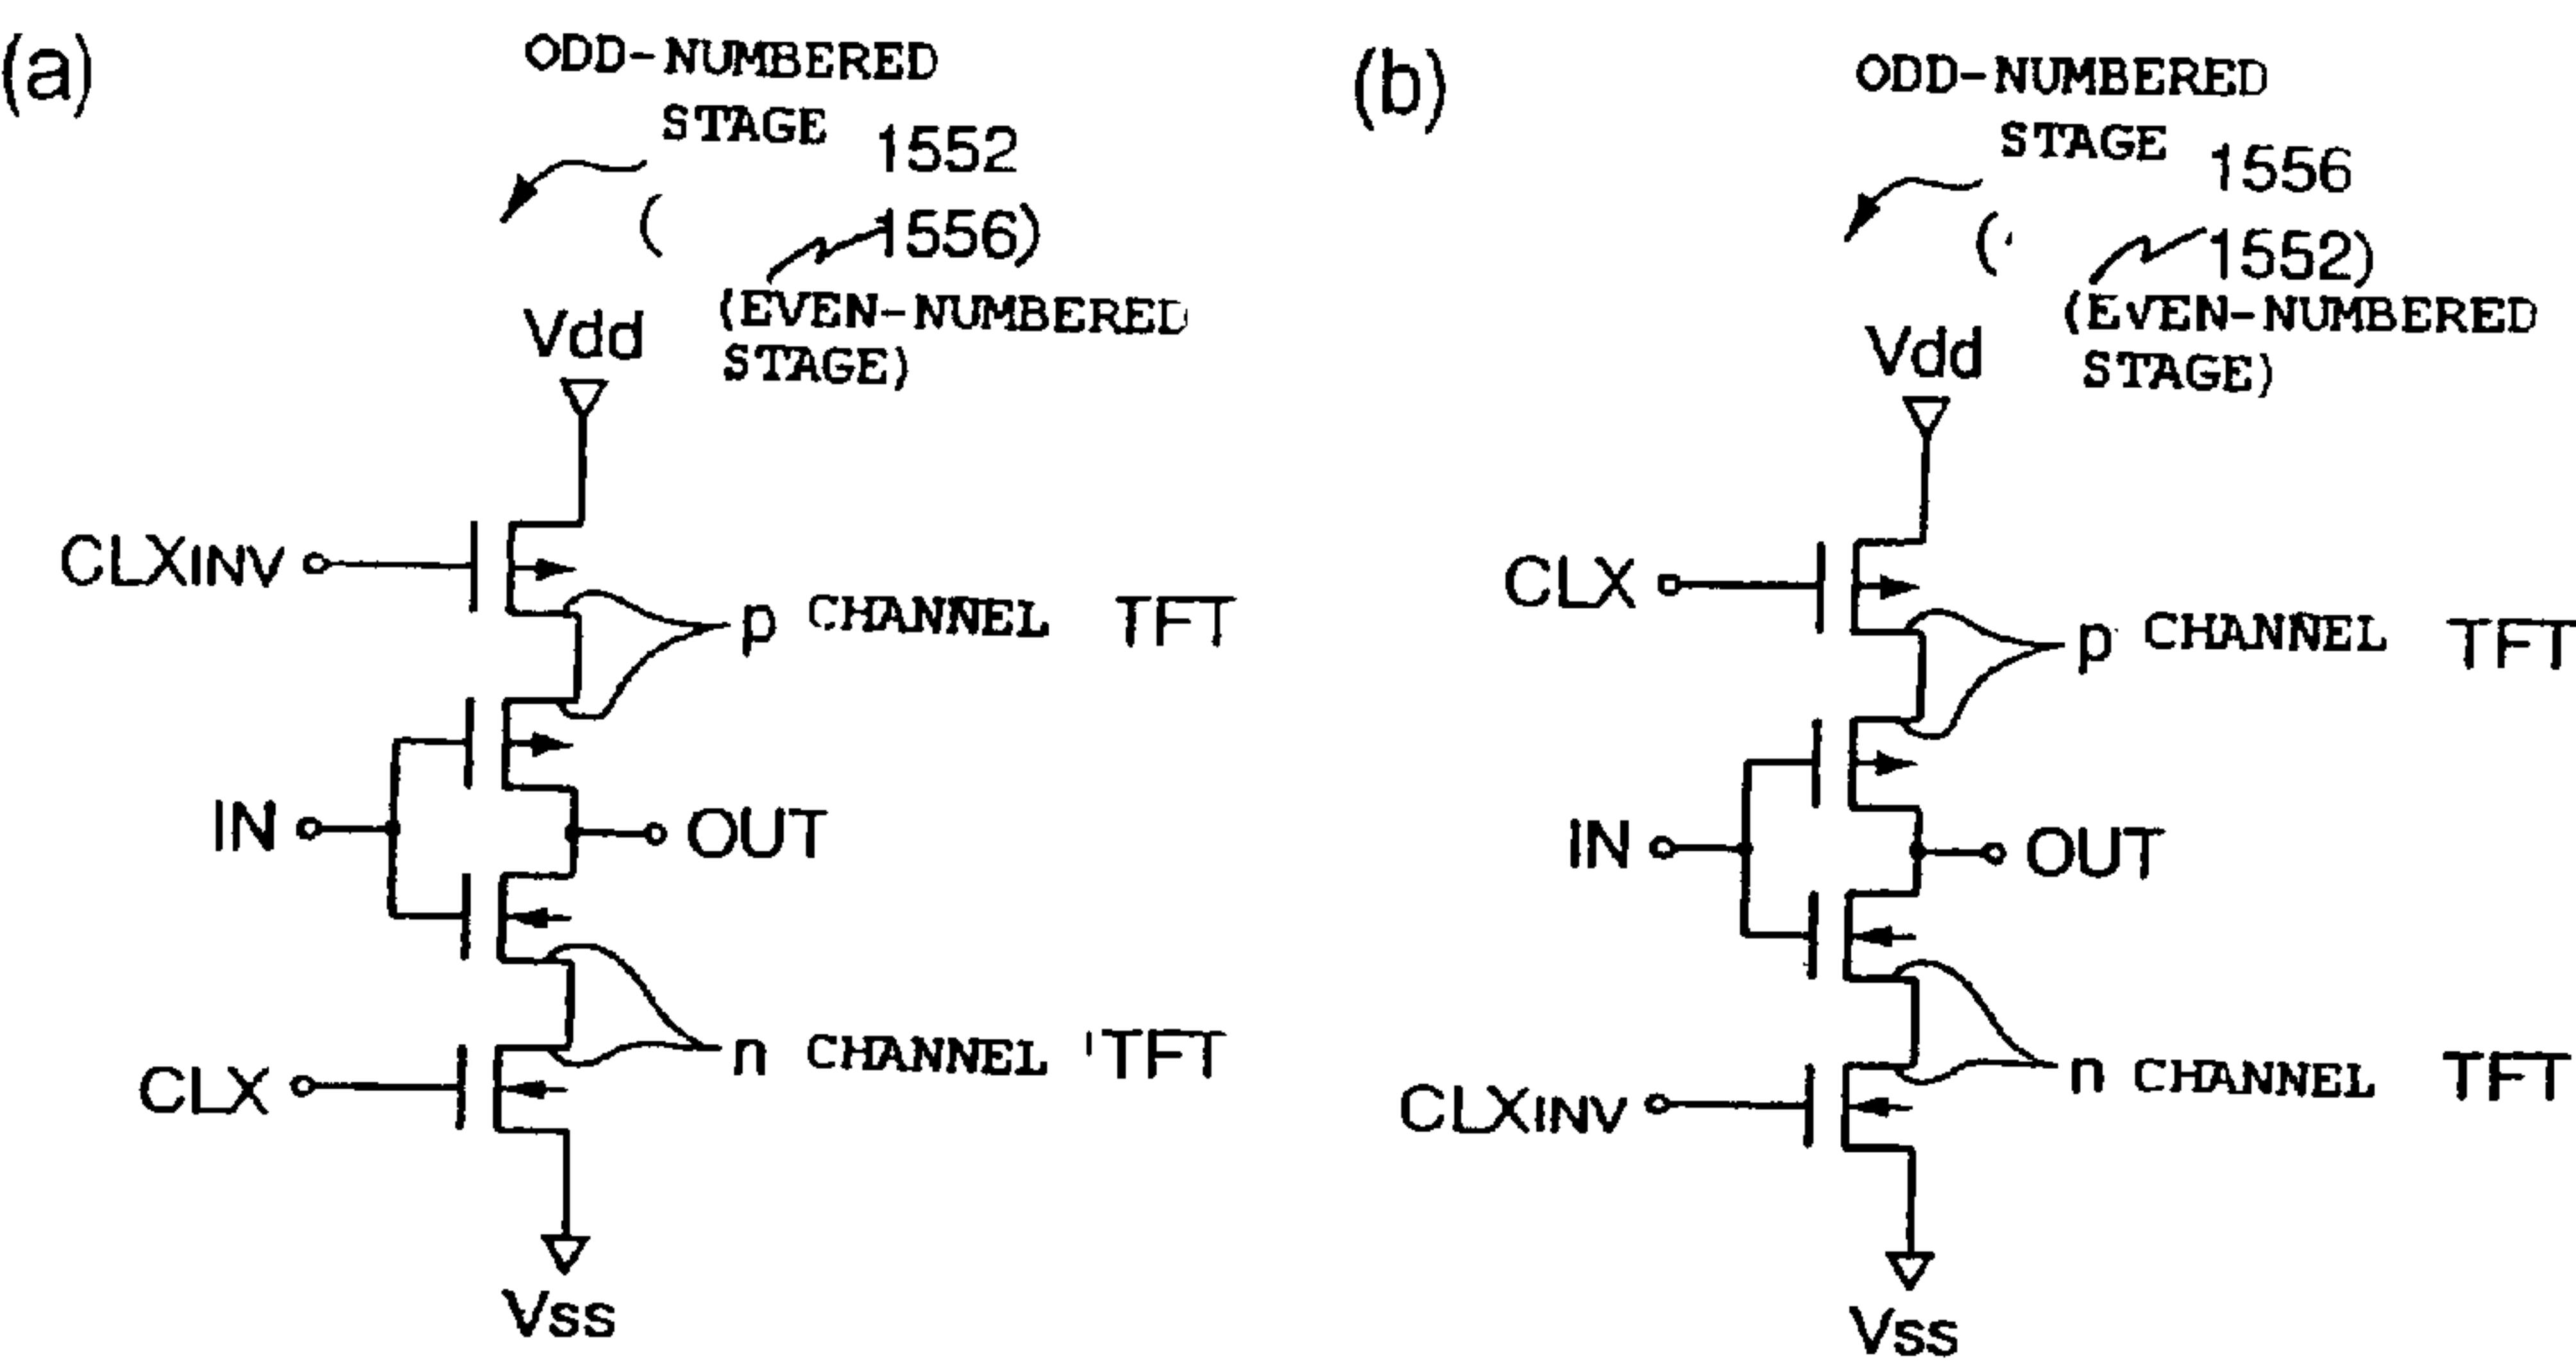 (a)
ODD-NUMBERED
STAGE 1552
( 1556)
(EVEN-NUMBERED
STAGE)
Vdd
CLXINV
p CHANNEL TFT
IN
OUT
n CHANNEL TFT
CLX
Vss
(b)
ODD-NUMBERED
STAGE 1556
( 1552)
(EVEN-NUMBERED
STAGE)
Vdd
CLX
p CHANNEL TFT
IN
OUT
n CHANNEL TFT
CLXINV
Vss